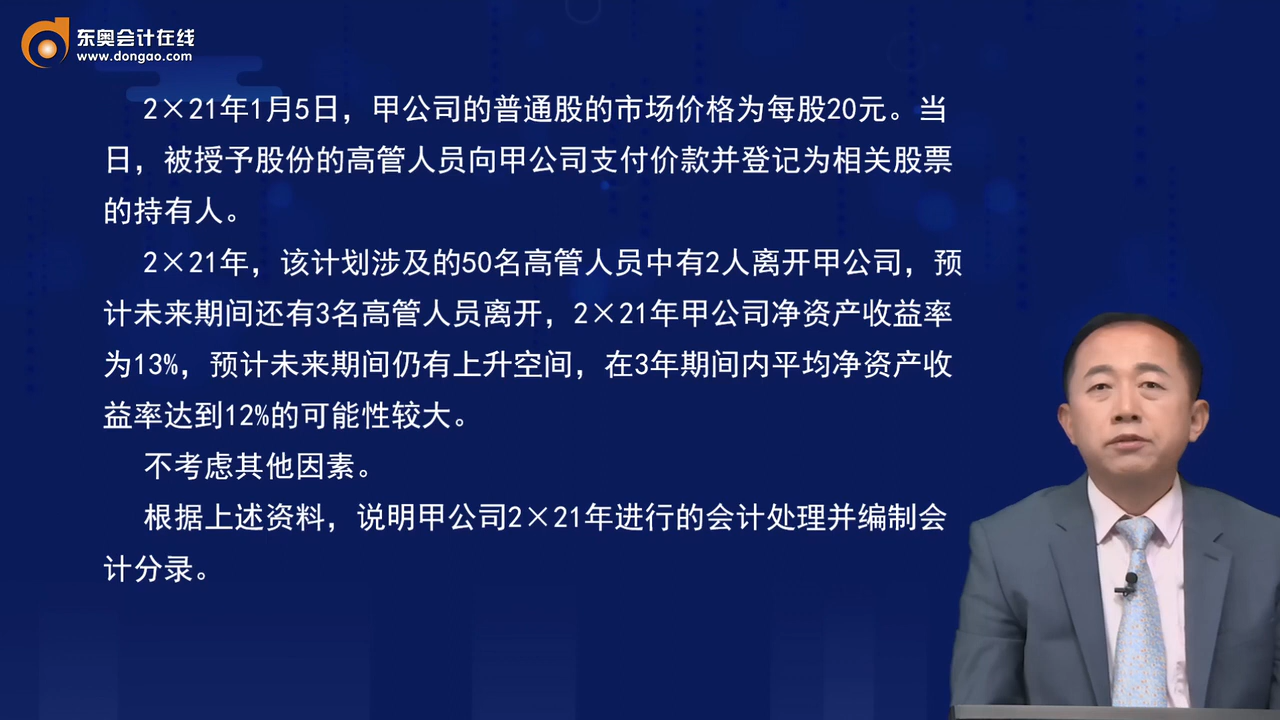 东奥会计在线
www.dongao.com
2×21年1月5日，甲公司的普通股的市场价格为每股20元。当
日，被授予股份的高管人员向甲公司支付价款并登记为相关股票
的持有人。
2×21年，该计划涉及的50名高管人员中有2人离开甲公司，预
计未来期间还有3名高管人员离开，2×21年甲公司净资产收益率
为13%，预计未来期间仍有上升空间，在3年期间内平均净资产收
益率达到12%的可能性较大。
不考虑其他因素。
根据上述资料，说明甲公司2×21年进行的会计处理并编制会
计分录。